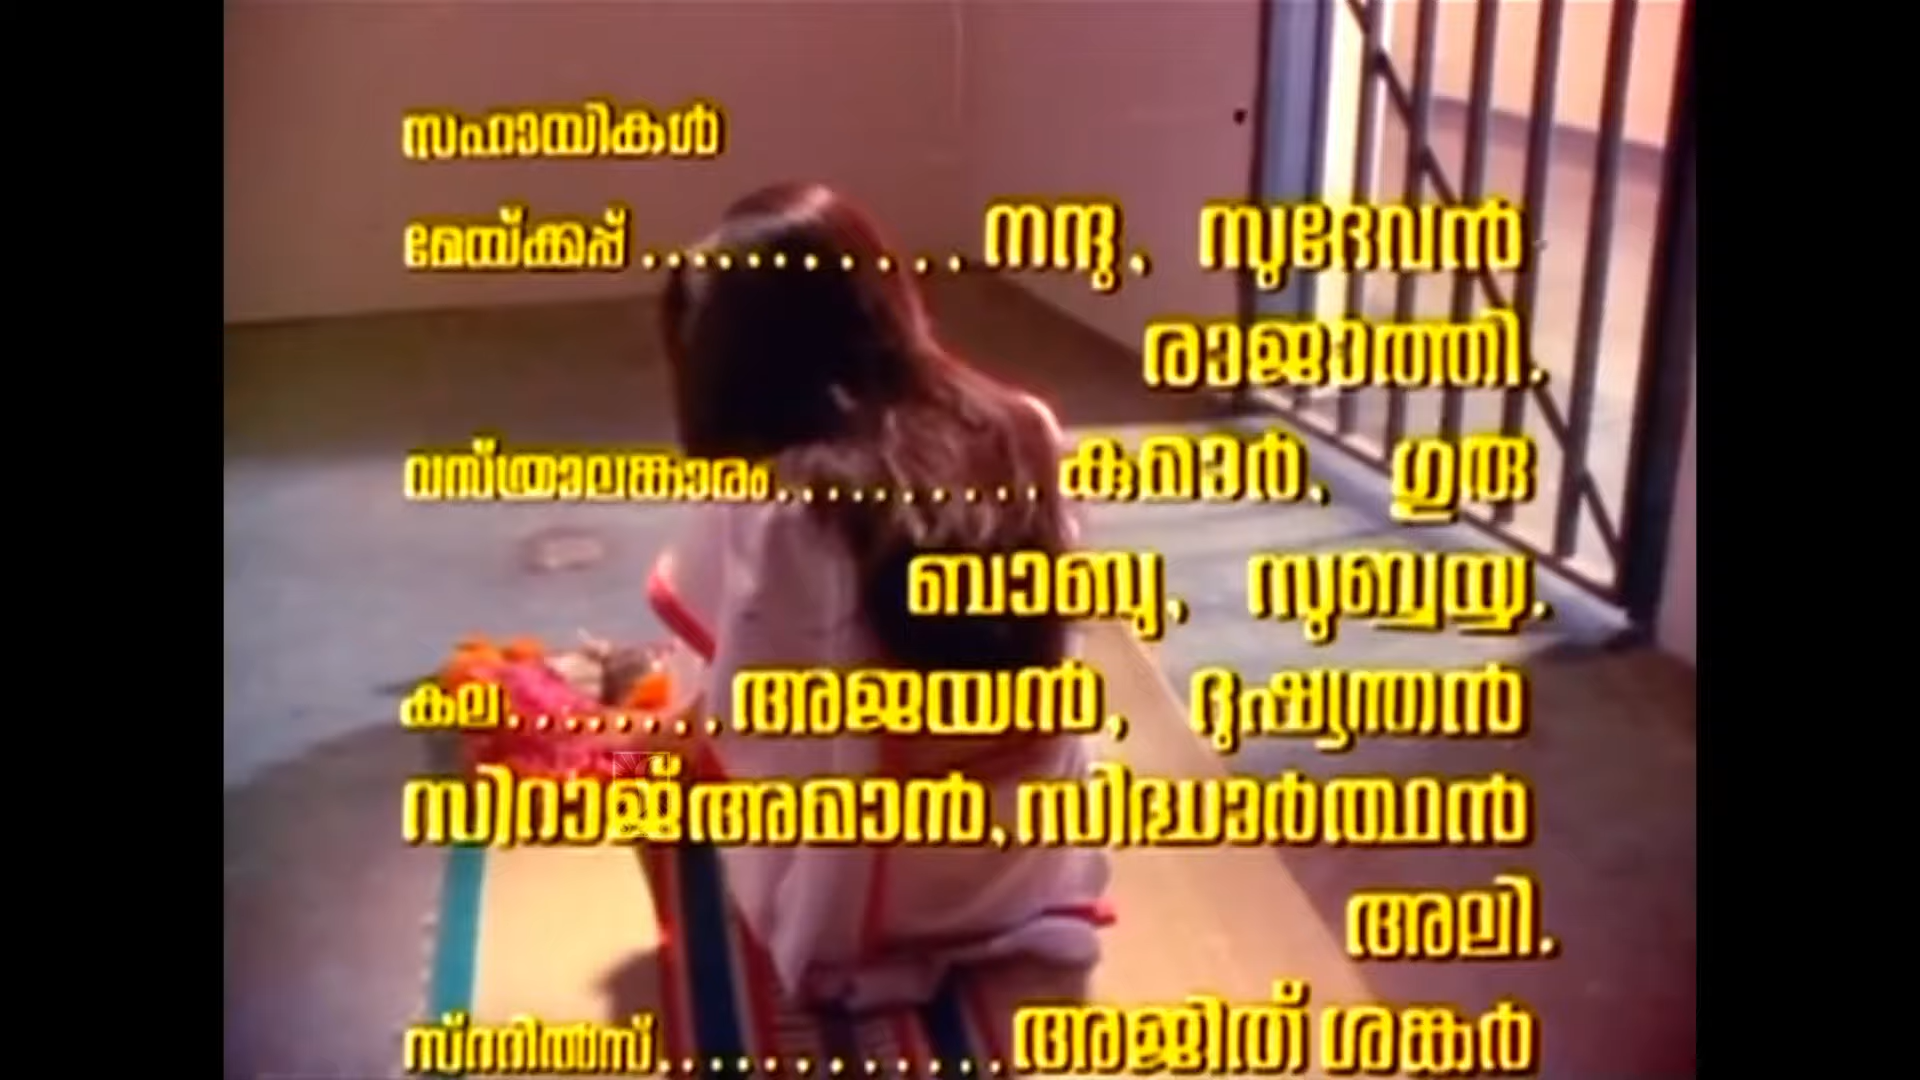 സഹായികൾ
മേയ്ക്കപ്പ് ........... നന്ദു, സുദേവൻ
രാജാത്തി.
വസ്ത്രാലങ്കാരം.......... കുമാർ, ഗുരു
ബാബു, സുബ്ബയ്യ.
കല........ അജയൻ, ദുഷ്യന്തൻ
സിറാജ് അമാൻ, സിദ്ധാർത്ഥൻ
അലി.
സ്റ്റിൽസ്............. അജിത് ശങ്കർ